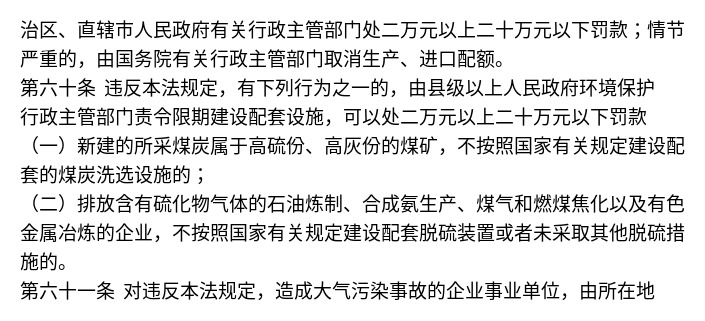 治区、直辖市人民政府有关行政主管部门处二万元以上二十万元以下罚款；情节
严重的，由国务院有关行政主管部门取消生产、进口配额。
第六十条 违反本法规定，有下列行为之一的，由县级以上人民政府环境保护
行政主管部门责令限期建设配套设施，可以处二万元以上二十万元以下罚款
（一）新建的所采煤炭属于高硫份、高灰份的煤矿，不按照国家有关规定建设配
套的煤炭洗选设施的；
（二）排放含有硫化物气体的石油炼制、合成氨生产、煤气和燃煤焦化以及有色
金属冶炼的企业，不按照国家有关规定建设配套脱硫装置或者未采取其他脱硫措
施的。
第六十一条 对违反本法规定，造成大气污染事故的企业事业单位，由所在地